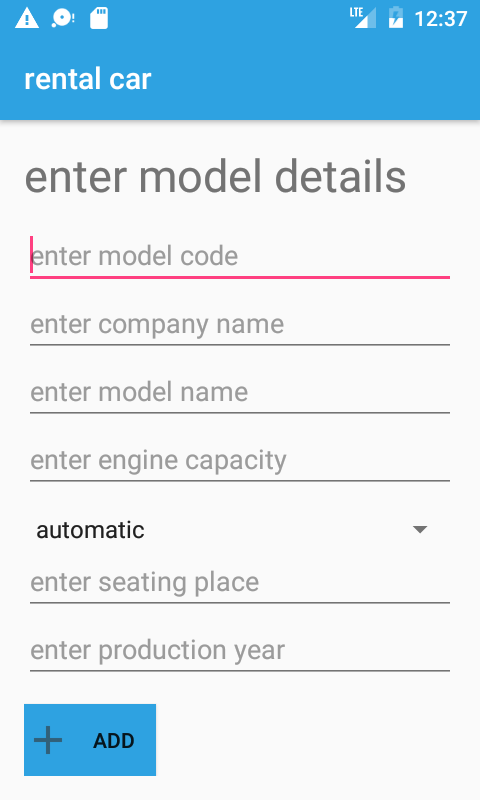 LTE 12:37
rental car
enter model details
enter model code
enter company name
enter model name
enter engine capacity
automatic
enter seating place
enter production year
ADD